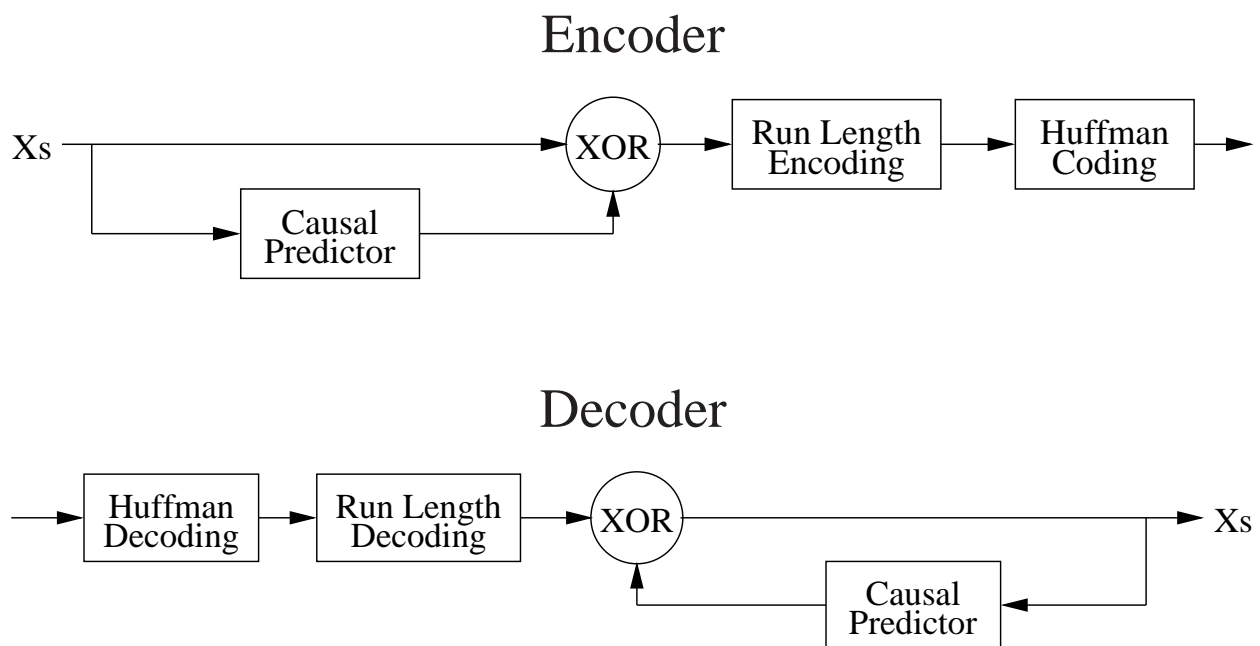 Encoder
Xs
XOR
Run Length
Encoding
Huffman
Coding
Causal
Predictor
Decoder
Huffman
Decoding
Run Length
Decoding
XOR
Xs
Causal
Predictor